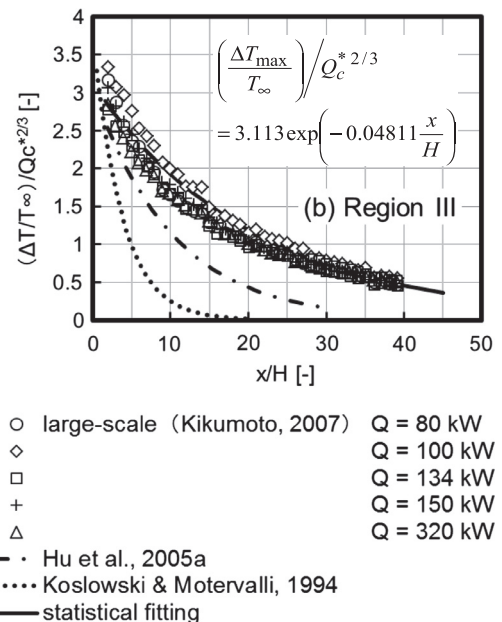 4
3.5
3
2.5
2
1.5
1
0.5
0
(ΔT/T∞)/Qc*2/3 [-]
(ΔTmax/T∞)/Qc* 2/3
= 3.113exp(−0.04811 x/H)
(b) Region III
0 10 20 30 40 50
x/H [-]
large-scale（Kikumoto, 2007） Q = 80 kW
Q = 100 kW
Q = 134 kW
Q = 150 kW
Q = 320 kW
Hu et al., 2005a
Koslowski & Motervalli, 1994
statistical fitting